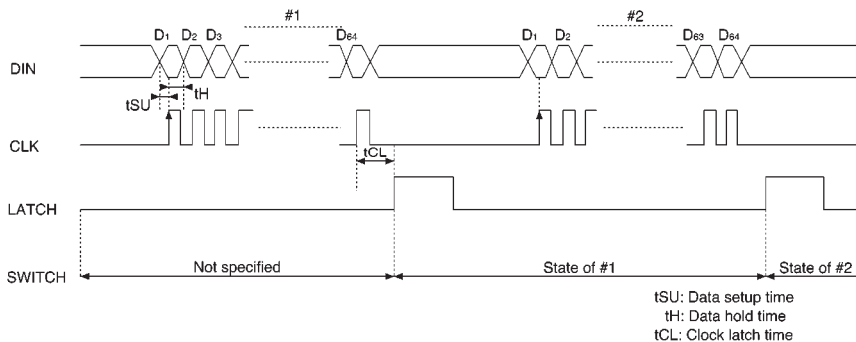 #1 #2
D1 D2 D3 D64 D1 D2 D63 D64
DIN
tSU tH
CLK
tCL
LATCH
SWITCH Not specified State of #1 State of #2
tSU: Data setup time
tH: Data hold time
tCL: Clock latch time